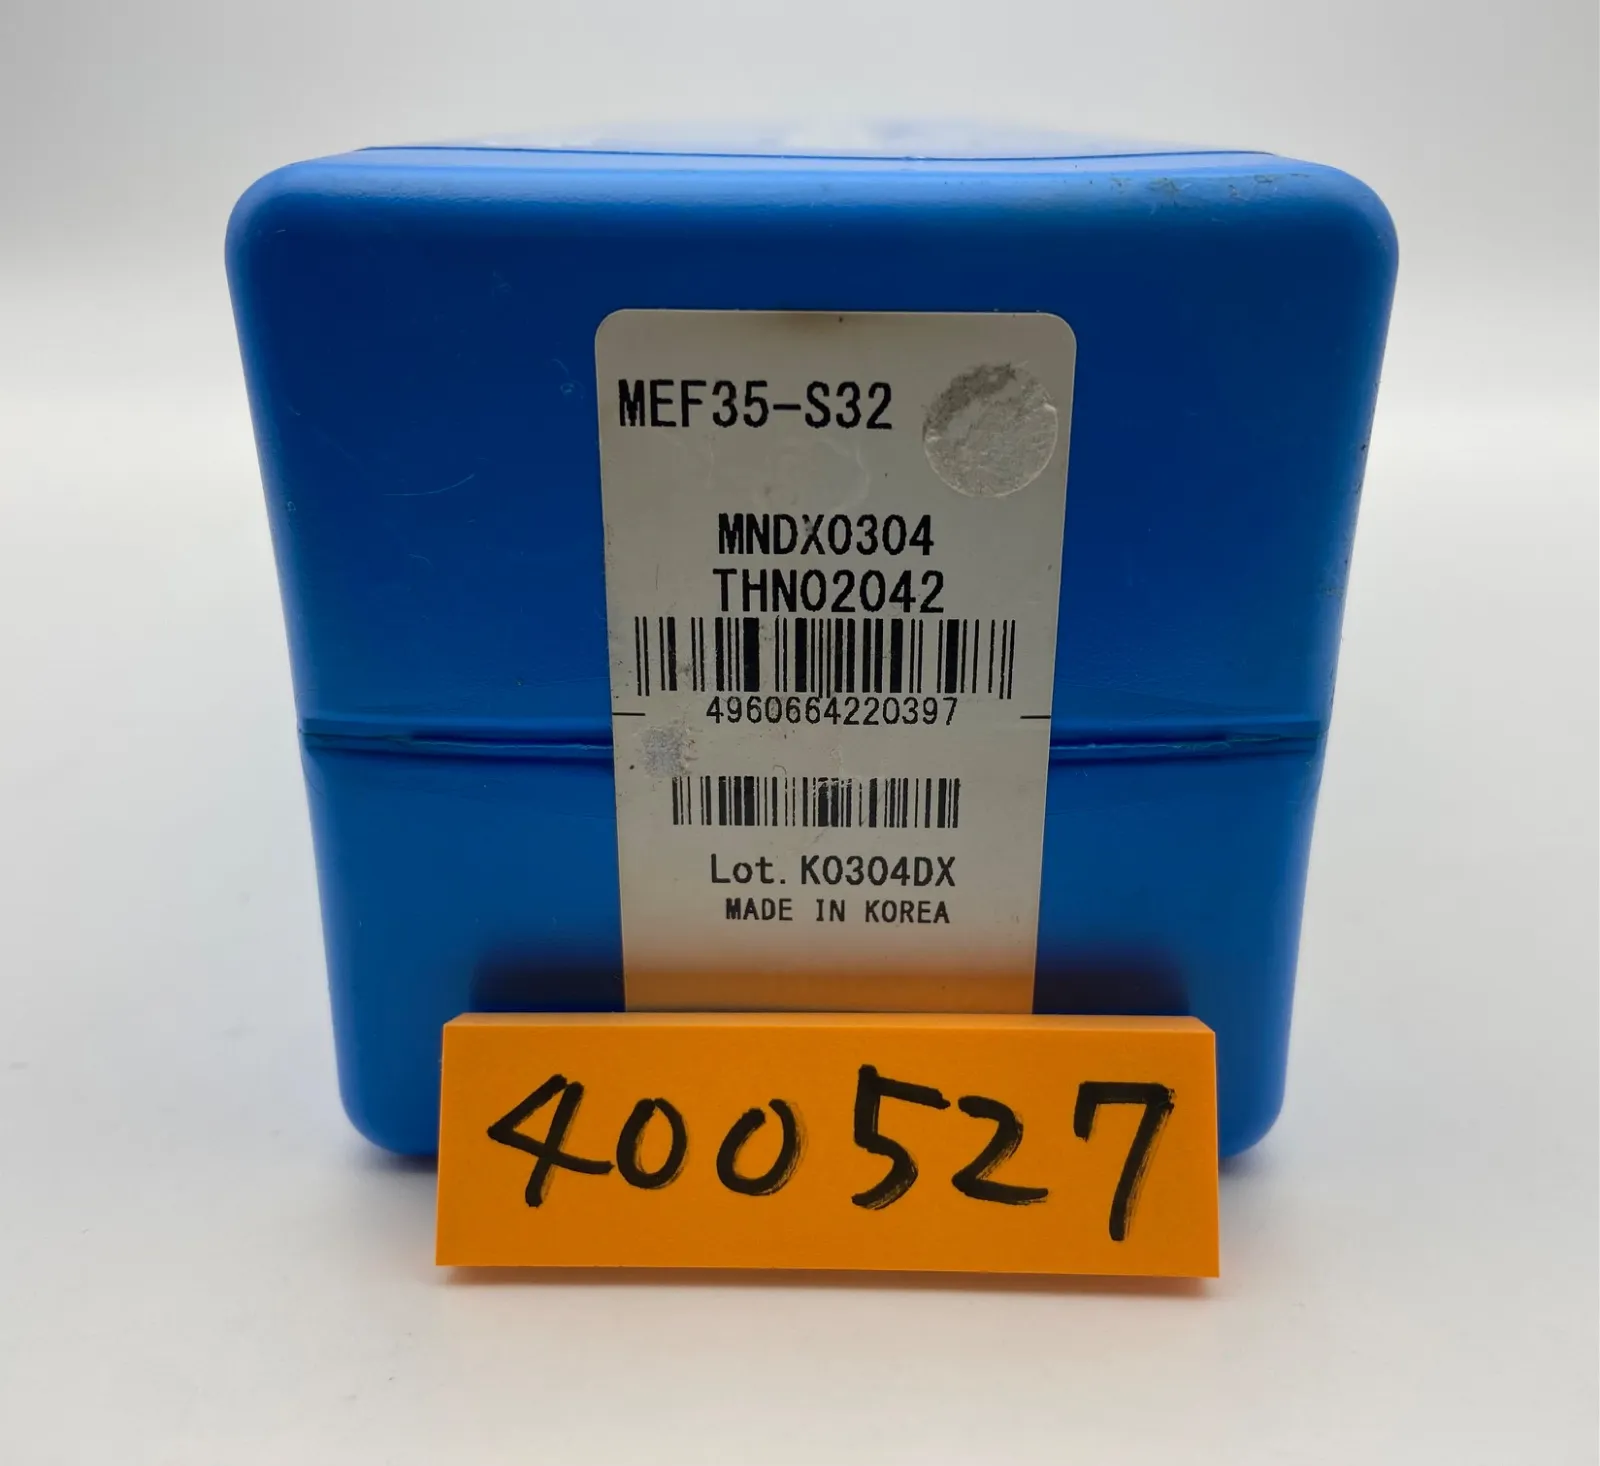 MEF35-S32
MNDX0304
THN02042
4960664220397
Lot. K0304DX
MADE IN KOREA
400527